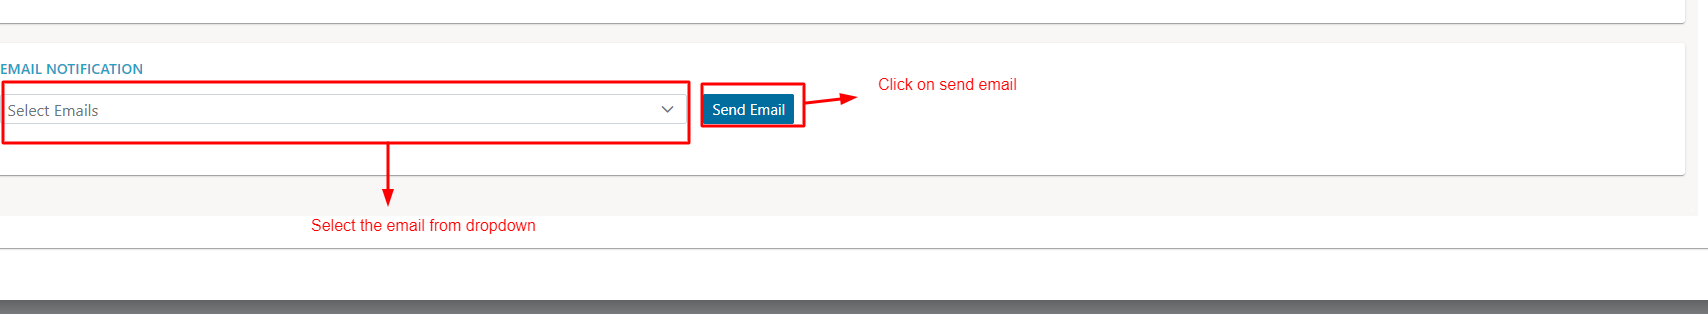 EMAIL NOTIFICATION
Click on send email
Select Emails
Send Email
Select the email from dropdown